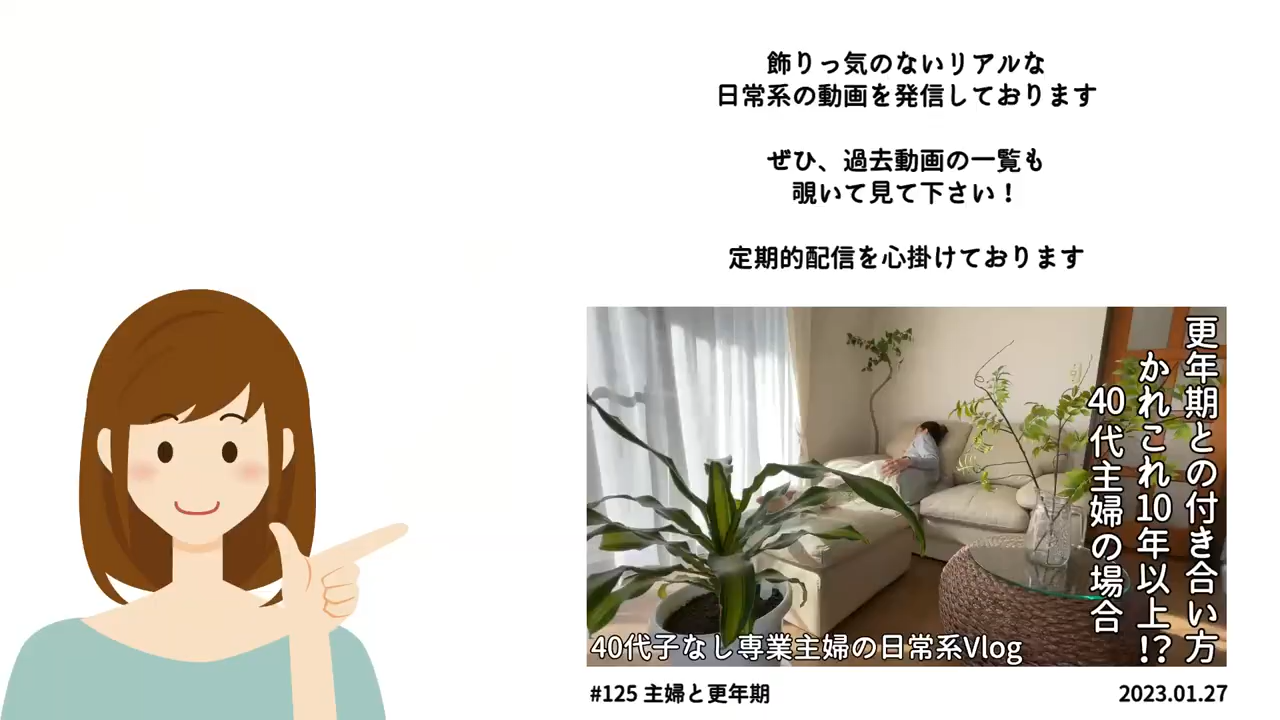 飾りっ気のないリアルな
日常系の動画を発信しております
ぜひ、過去動画の一覧も
覗いて見て下さい！
定期的配信を心掛けております
更年期との付き合い方
かれこれ10年以上!?
40代主婦の場合
40代子なし専業主婦の日常系Vlog
#125 主婦と更年期
2023.01.27